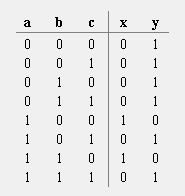 a b c x y
0 0 0 0 1
0 0 1 0 1
0 1 0 0 1
0 1 1 0 1
1 0 0 1 0
1 0 1 0 1
1 1 0 1 0
1 1 1 0 1